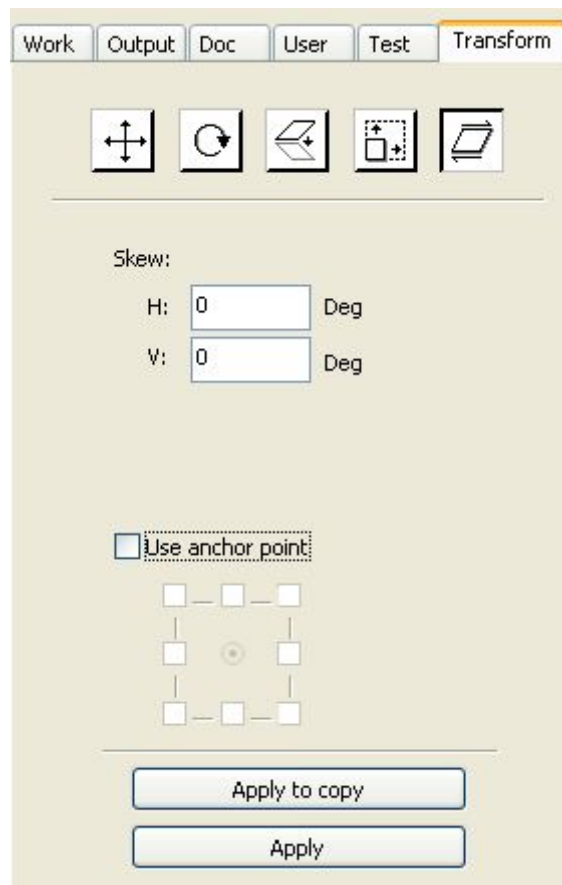 Work Output Doc User Test Transform
Skew:
H: 0 Deg
V: 0 Deg
Use anchor point
Apply to copy
Apply